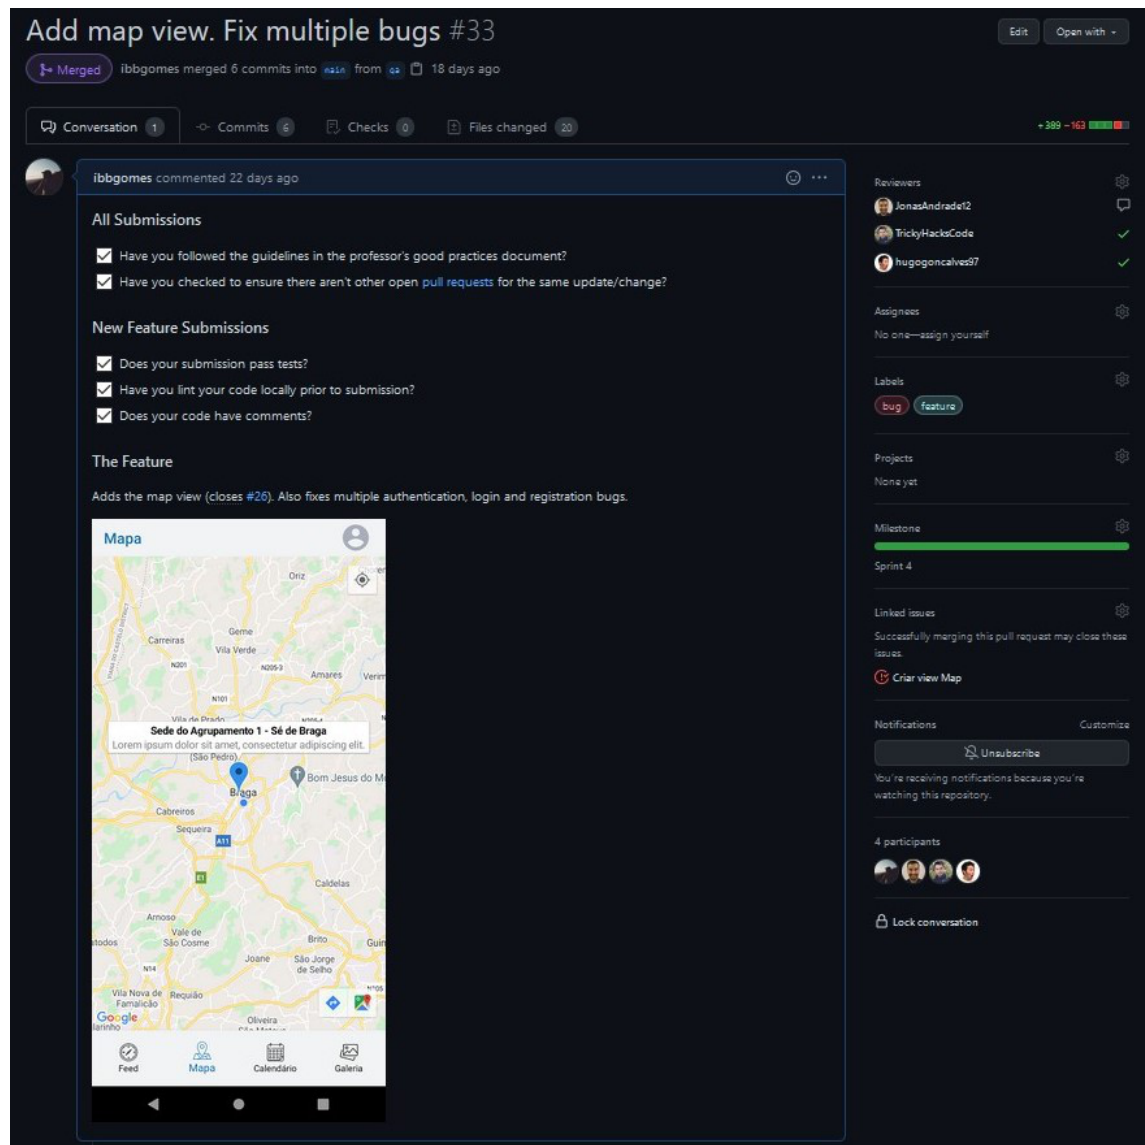 Add map view. Fix multiple bugs #33
Edit
Open with
Merged
ibbgomes merged 6 commits into main from qa 18 days ago
Conversation 1
Commits 6
Checks 0
Files changed 20
+389 −163
ibbgomes commented 22 days ago
All Submissions
Have you followed the guidelines in the professor's good practices document?
Have you checked to ensure there aren't other open pull requests for the same update/change?
New Feature Submissions
Does your submission pass tests?
Have you lint your code locally prior to submission?
Does your code have comments?
The Feature
Adds the map view (closes #26). Also fixes multiple authentication, login and registration bugs.
Mapa
Oriz
Carreiras
Geme
Vila Verde
N201
N205-3
Amares
Verim
N101
Vila de Prado
Sede do Agrupamento 1 - Sé de Braga
Lorem ipsum dolor sit amet, consectetur adipiscing elit.
(São Pedro)
Bom Jesus do M
Braga
Cabreiros
Sequeira
A11
E1
Caldelas
Arnoso
Vale de
São Cosme
Brito
Guin
Joane
São Jorge
de Selho
N14
N105
Vila Nova de
Famalicão
Requião
Google
Oliveira
Feed
Mapa
Calendário
Galeria
Reviewers
JonasAndrade12
TrickyHacksCode
hugogoncalves97
Assignees
No one—assign yourself
Labels
bug
feature
Projects
None yet
Milestone
Sprint 4
Linked issues
Successfully merging this pull request may close these
issues.
Criar view Map
Notifications
Customize
Unsubscribe
You're receiving notifications because you're
watching this repository.
4 participants
Lock conversation